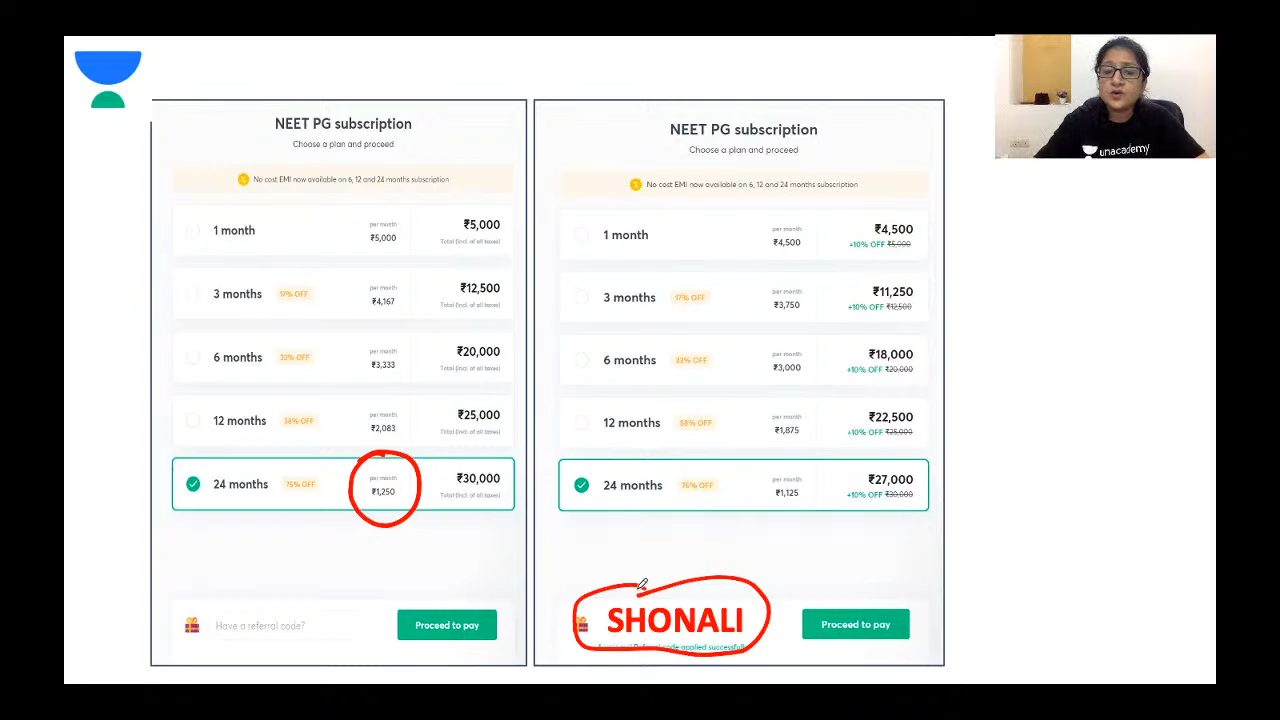 NEET PG subscription
Choose a plan and proceed
No cost EMI now available on 6, 12 and 24 months subscription
1 month
per month
₹5,000
₹5,000
Total (Incl. of all taxes)
3 months
17% OFF
per month
₹4,167
₹12,500
Total (Incl. of all taxes)
6 months
33% OFF
per month
₹3,333
₹20,000
Total (Incl. of all taxes)
12 months
58% OFF
per month
₹2,083
₹25,000
Total (Incl. of all taxes)
24 months
75% OFF
per month
₹1,250
₹30,000
Total (Incl. of all taxes)
Have a referral code?
Proceed to pay
NEET PG subscription
Choose a plan and proceed
No cost EMI now available on 6, 12 and 24 months subscription
1 month
per month
₹4,500
₹4,500
+10% OFF ₹5,000
3 months
17% OFF
per month
₹3,750
₹11,250
+10% OFF ₹12,500
6 months
33% OFF
per month
₹3,000
₹18,000
+10% OFF ₹20,000
12 months
58% OFF
per month
₹1,875
₹22,500
+10% OFF ₹25,000
24 months
75% OFF
per month
₹1,125
₹27,000
+10% OFF ₹30,000
SHONALI
code applied successfully
Proceed to pay
unacademy